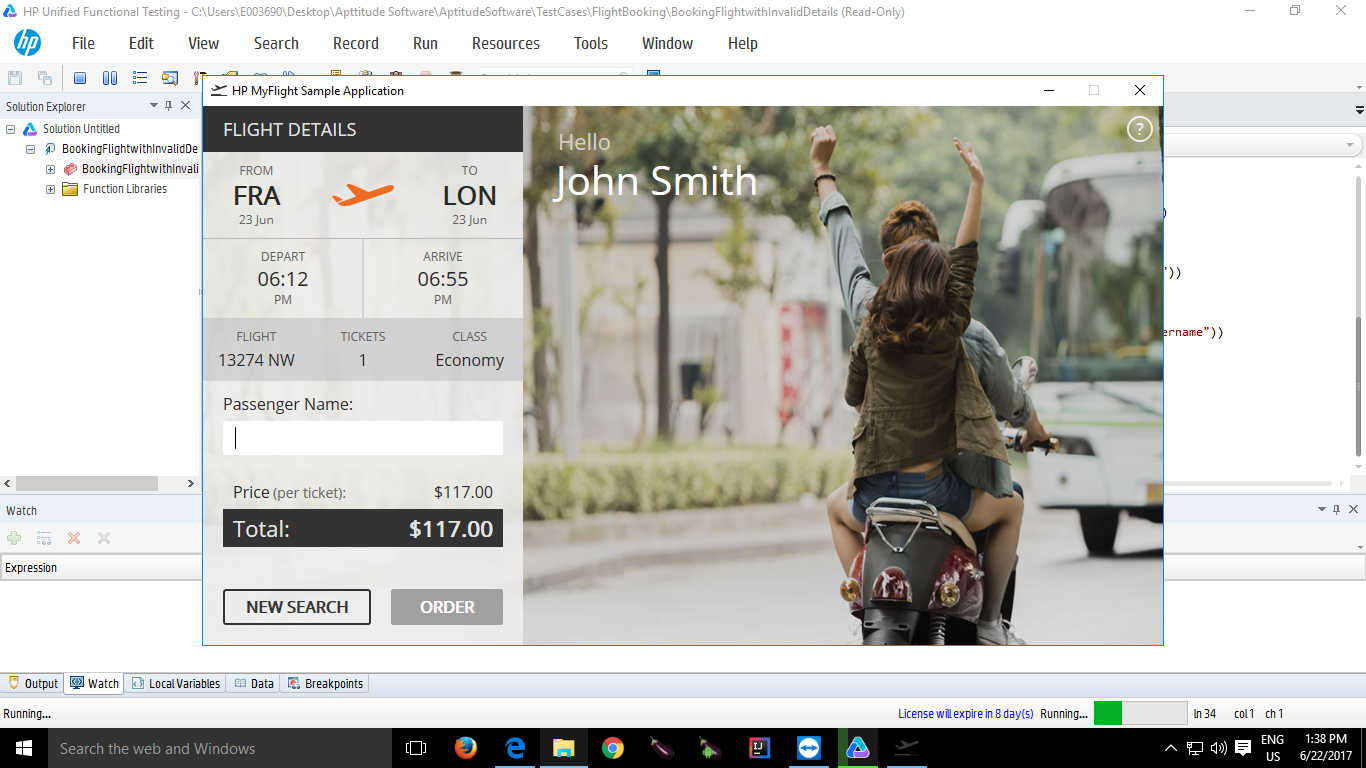 HP Unified Functional Testing - C:\Users\E003690\Desktop\Apttitude Software\AptitudeSoftware\TestCases\FlightBooking\BookingFlightwithInvalidDetails (Read-Only)
hp File Edit View Search Record Run Resources Tools Window Help
Solution Explorer
Solution Untitled
BookingFlightwithInvalidDe
BookingFlightwithInvali
Function Libraries
HP MyFlight Sample Application
FLIGHT DETAILS
FROM TO
FRA LON
23 Jun 23 Jun
DEPART ARRIVE
06:12 06:55
PM PM
FLIGHT TICKETS CLASS
13274 NW 1 Economy
Passenger Name:
Price (per ticket): $117.00
Total: $117.00
NEW SEARCH ORDER
Hello
John Smith
?
)
"))
ername"))
Watch
Expression
Output Watch Local Variables Data Breakpoints
Running... License will expire in 8 day(s) Running... ln 34 col 1 ch 1
Search the web and Windows
IJ
ENG
US
1:38 PM
6/22/2017